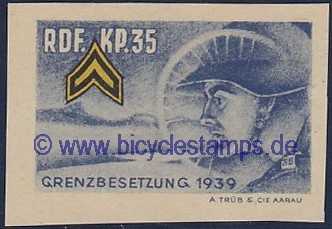 RDF. KP.35
© www.bicyclestamps.de
GRENZBESETZUNG 1939
A. TRÜB & CIE AARAU